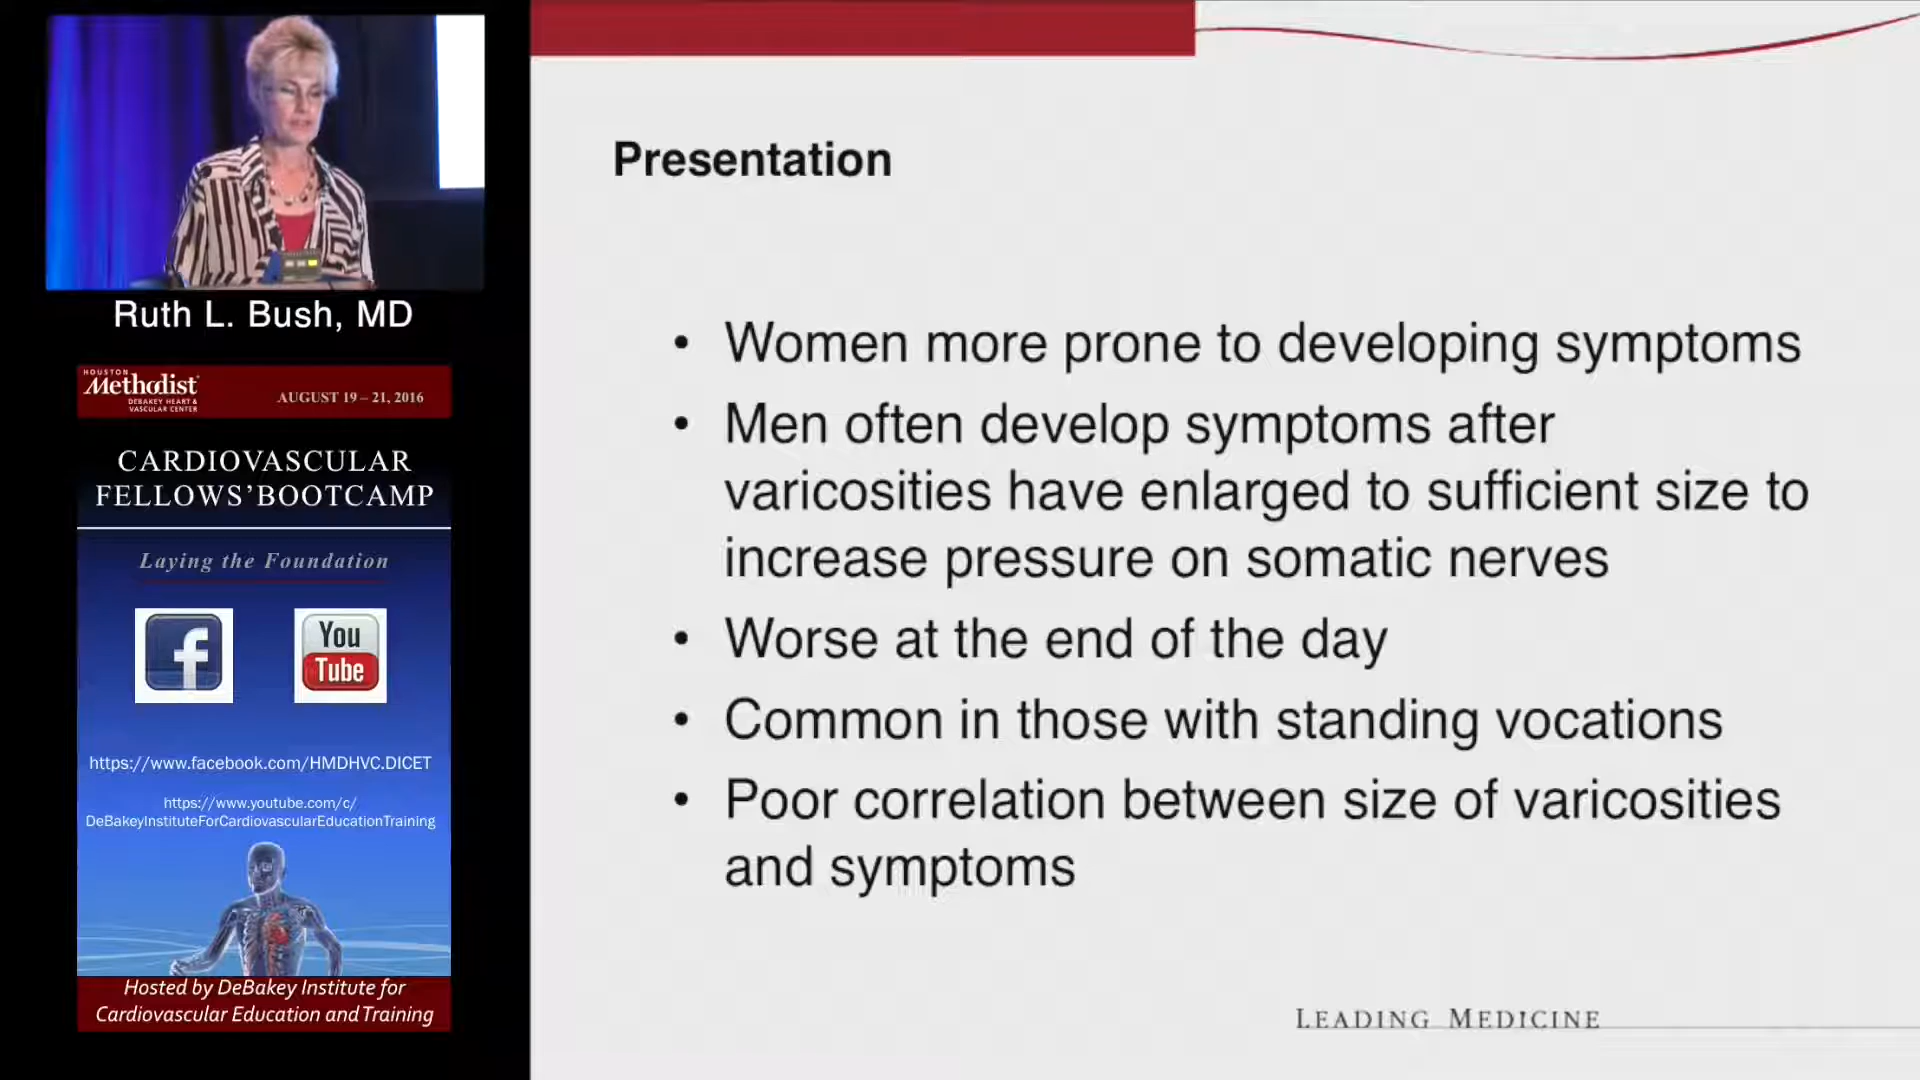 Ruth L. Bush, MD
HOUSTON
Methodist
DEBAKEY HEART &
VASCULAR CENTER
AUGUST 19 – 21, 2016
CARDIOVASCULAR
FELLOWS’BOOTCAMP
Laying the Foundation
f
You
Tube
https://www.facebook.com/HMDHVC.DICET
https://www.youtube.com/c/
DeBakeyInstituteForCardiovascularEducationTraining
Hosted by DeBakey Institute for
Cardiovascular Education and Training
Presentation
• Women more prone to developing symptoms
• Men often develop symptoms after
varicosities have enlarged to sufficient size to
increase pressure on somatic nerves
• Worse at the end of the day
• Common in those with standing vocations
• Poor correlation between size of varicosities
and symptoms
LEADING MEDICINE